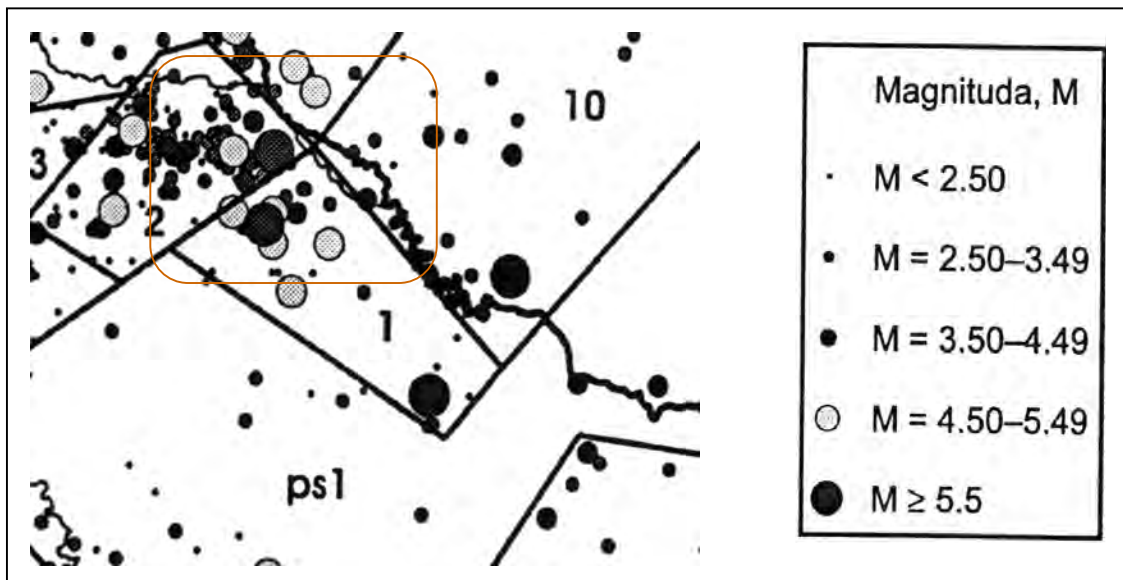 10
3
2
1
ps1
Magnituda, M
M < 2.50
M = 2.50–3.49
M = 3.50–4.49
M = 4.50–5.49
M ≥ 5.5